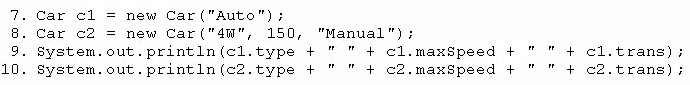 7. Car c1 = new Car("Auto");
8. Car c2 = new Car("4W", 150, "Manual");
9. System.out.println(c1.type + " " + c1.maxSpeed + " " + c1.trans);
10. System.out.println(c2.type + " " + c2.maxSpeed + " " + c2.trans);